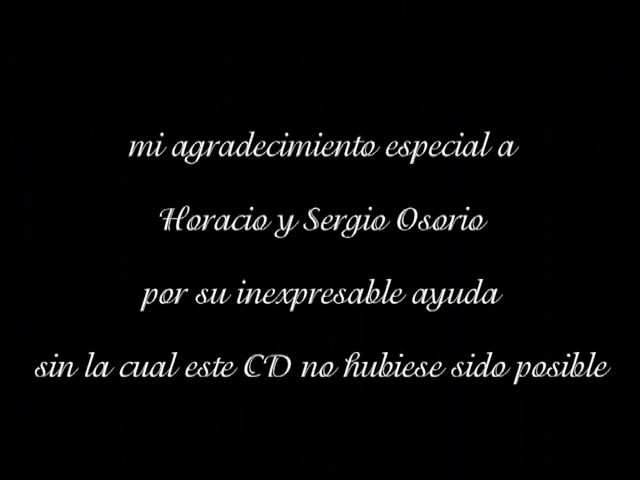 mi agradecimiento especial a
Horacio y Sergio Osorio
por su inexpresable ayuda
sin la cual este CD no hubiese sido posible